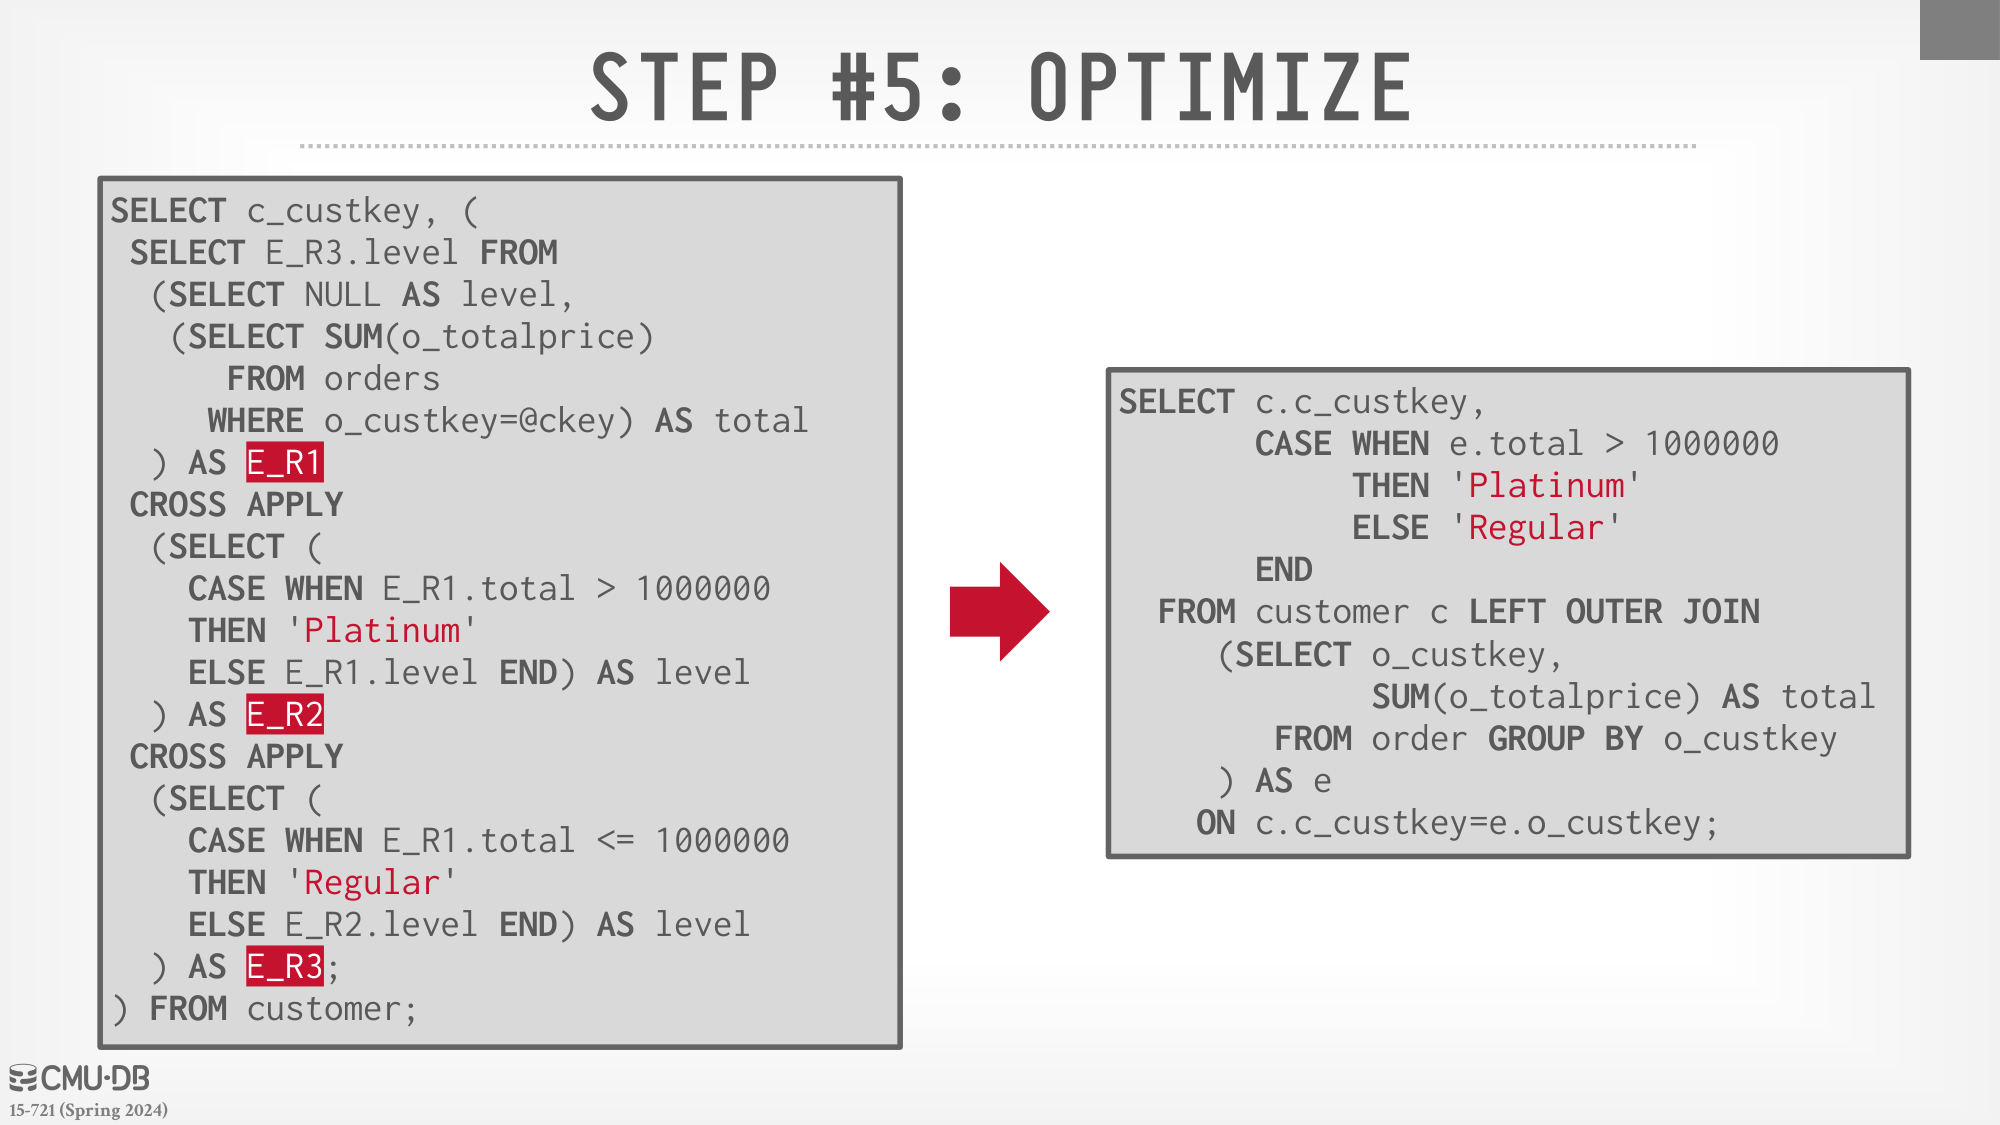 STEP #5: OPTIMIZE
SELECT c_custkey, (
SELECT E_R3.level FROM
(SELECT NULL AS level,
(SELECT SUM(o_totalprice)
FROM orders
WHERE o_custkey=@ckey) AS total
) AS E_R1
CROSS APPLY
(SELECT (
CASE WHEN E_R1.total > 1000000
THEN 'Platinum'
ELSE E_R1.level END) AS level
) AS E_R2
CROSS APPLY
(SELECT (
CASE WHEN E_R1.total <= 1000000
THEN 'Regular'
ELSE E_R2.level END) AS level
) AS E_R3;
) FROM customer;
SELECT c.c_custkey,
CASE WHEN e.total > 1000000
THEN 'Platinum'
ELSE 'Regular'
END
FROM customer c LEFT OUTER JOIN
(SELECT o_custkey,
SUM(o_totalprice) AS total
FROM order GROUP BY o_custkey
) AS e
ON c.c_custkey=e.o_custkey;
CMU·DB
15-721 (Spring 2024)